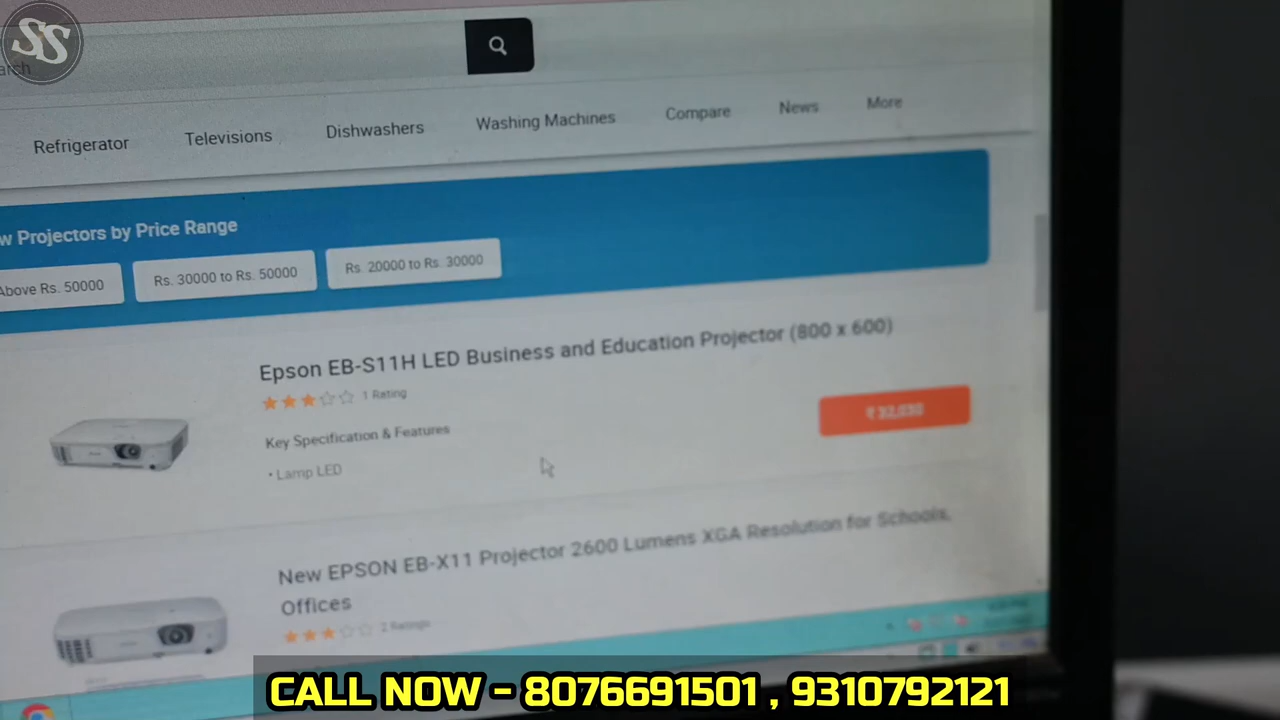 SS
Refrigerator Televisions Dishwashers Washing Machines Compare News More
w Projectors by Price Range
Above Rs. 50000 Rs. 30000 to Rs. 50000 Rs. 20000 to Rs. 30000
Epson EB-S11H LED Business and Education Projector (800 x 600)
1 Rating
Key Specification & Features
• Lamp LED
New EPSON EB-X11 Projector 2600 Lumens XGA Resolution for Schools,
Offices
2 Ratings
CALL NOW - 8076691501 , 9310792121